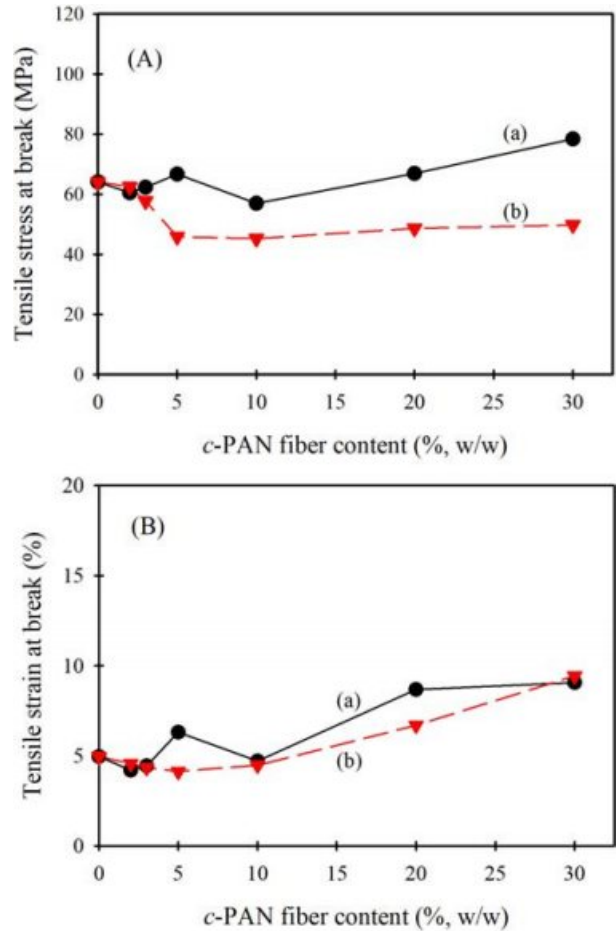 120
(A)
100
80
(a)
60
(b)
40
20
0
0 5 10 15 20 25 30
Tensile stress at break (MPa)
c-PAN fiber content (%, w/w)
20
(B)
15
10
(a)
5
(b)
0
0 5 10 15 20 25 30
Tensile strain at break (%)
c-PAN fiber content (%, w/w)